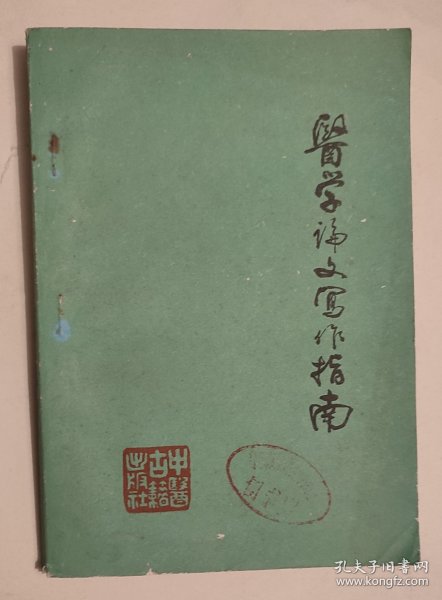 醫学論文寫作指南
中醫
古籍
出版社
孔夫子旧书网
www.kongfz.com